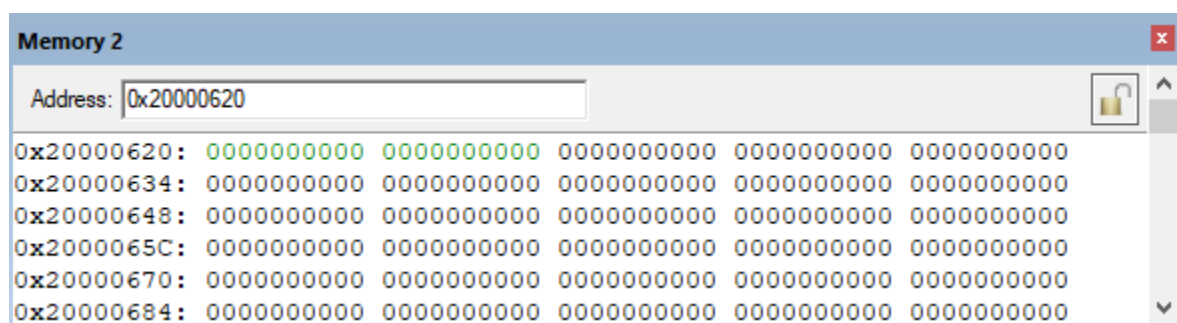 Memory 2
Address: 0x20000620
0x20000620: 0000000000 0000000000 0000000000 0000000000 0000000000
0x20000634: 0000000000 0000000000 0000000000 0000000000 0000000000
0x20000648: 0000000000 0000000000 0000000000 0000000000 0000000000
0x2000065C: 0000000000 0000000000 0000000000 0000000000 0000000000
0x20000670: 0000000000 0000000000 0000000000 0000000000 0000000000
0x20000684: 0000000000 0000000000 0000000000 0000000000 0000000000